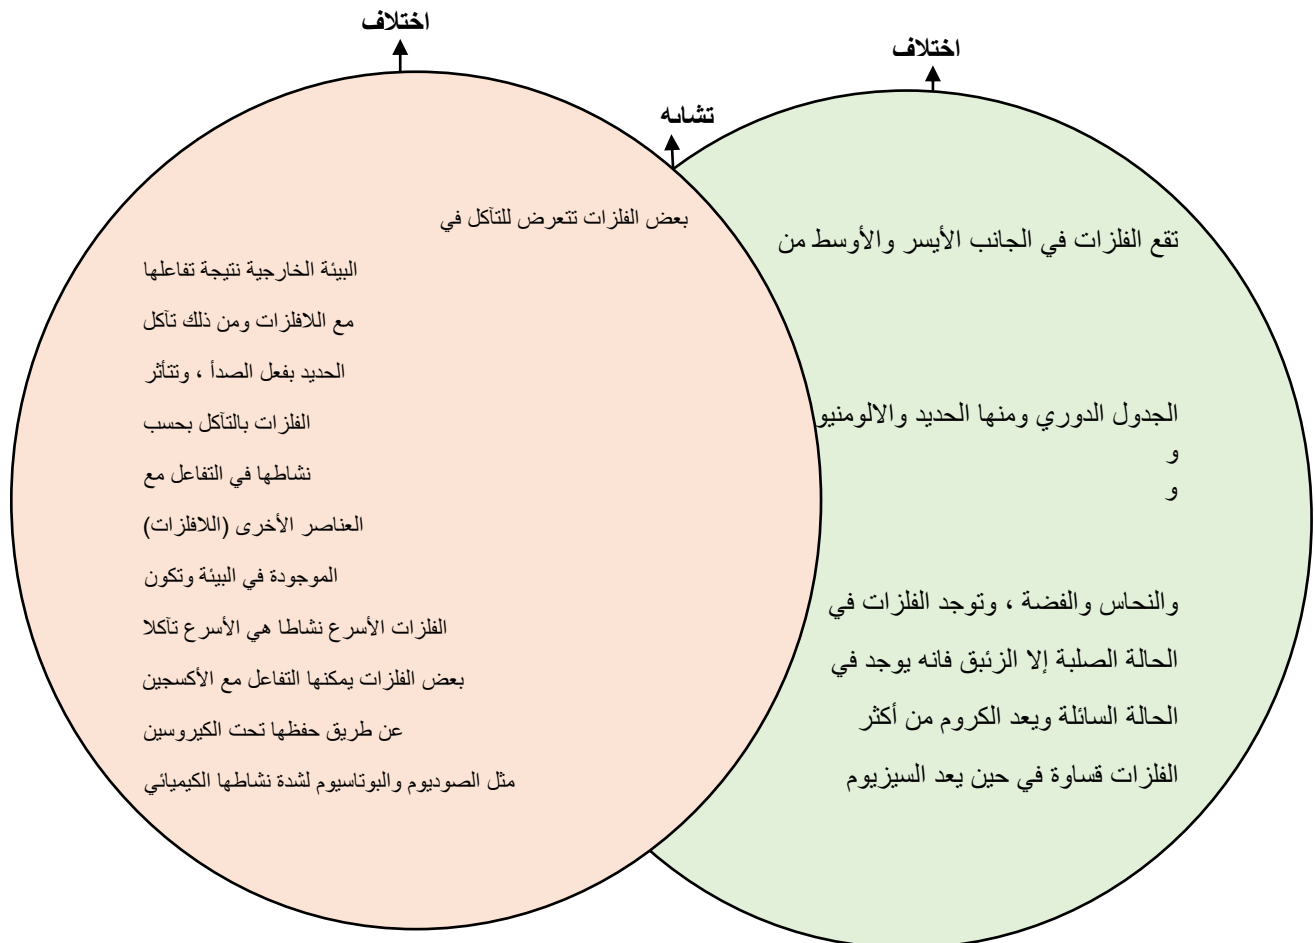 اختلاف
اختلاف
تشابه
تقع الفلزات في الجانب الأيسر والأوسط من
الجدول الدوري ومنها الحديد والالومنيو
و
و
والنحاس والفضة ، وتوجد الفلزات في
الحالة الصلبة إلا الزئبق فانه يوجد في
الحالة السائلة ويعد الكروم من أكثر
الفلزات قساوة في حين يعد السيزيوم
بعض الفلزات تتعرض للتآكل في
البيئة الخارجية نتيجة تفاعلها
مع اللافلزات ومن ذلك تآكل
الحديد بفعل الصدأ ، وتتأثر
الفلزات بالتآكل بحسب
نشاطها في التفاعل مع
العناصر الأخرى (اللافلزات)
الموجودة في البيئة وتكون
الفلزات الأسرع نشاطا هي الأسرع تآكلا
بعض الفلزات يمكنها التفاعل مع الأكسجين
عن طريق حفظها تحت الكيروسين
مثل الصوديوم والبوتاسيوم لشدة نشاطها الكيميائي